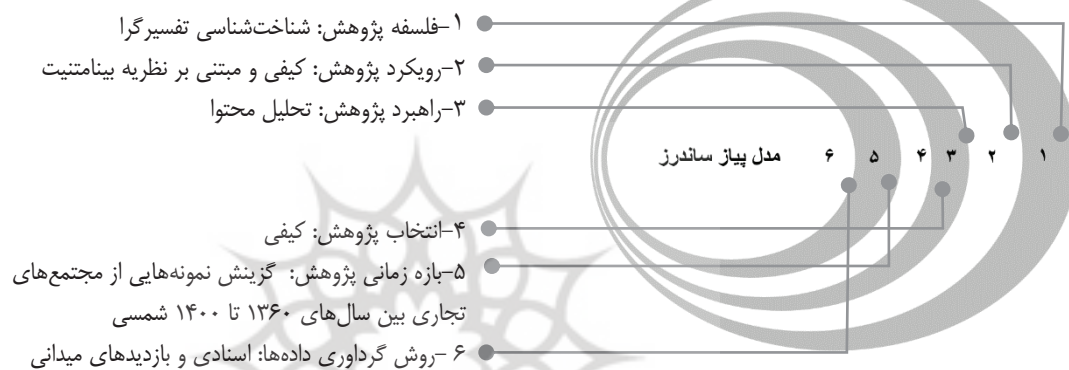 ۱-فلسفه پژوهش: شناخت‌شناسی تفسیرگرا
۲-رویکرد پژوهش: کیفی و مبتنی بر نظریه بینامتنیت
۳-راهبرد پژوهش: تحلیل محتوا
۱ ۲ ۳ ۴ ۵ ۶ مدل پیاز ساندرز
۴-انتخاب پژوهش: کیفی
۵-بازه زمانی پژوهش: گزینش نمونه‌هایی از مجتمع‌های
تجاری بین سال‌های ۱۳۶۰ تا ۱۴۰۰ شمسی
۶ -روش گرداوری داده‌ها: اسنادی و بازدیدهای میدانی